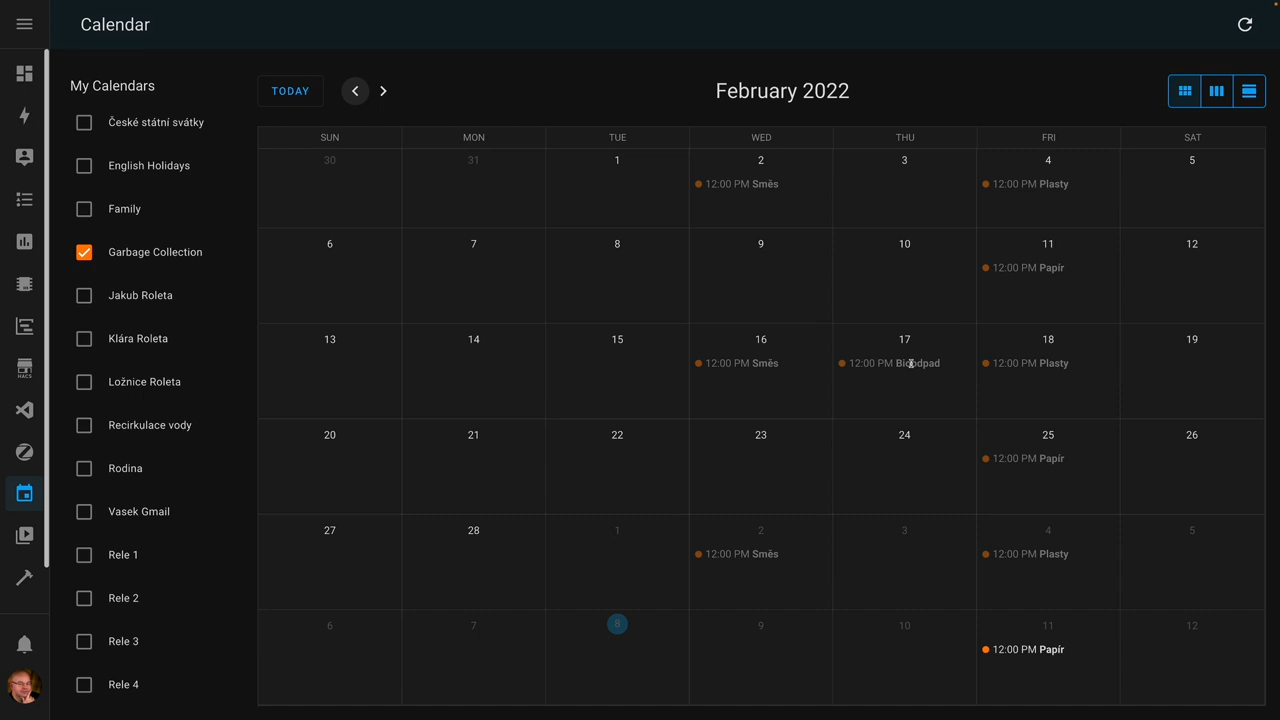 Calendar
My Calendars
České státní svátky
English Holidays
Family
Garbage Collection
Jakub Roleta
Klára Roleta
Ložnice Roleta
Recirkulace vody
Rodina
Vasek Gmail
Rele 1
Rele 2
Rele 3
Rele 4
HACS
TODAY
February 2022
SUN MON TUE WED THU FRI SAT
30 31 1 2 3 4 5
12:00 PM Směs 12:00 PM Plasty
6 7 8 9 10 11 12
12:00 PM Papír
13 14 15 16 17 18 19
12:00 PM Směs 12:00 PM Bioodpad 12:00 PM Plasty
20 21 22 23 24 25 26
12:00 PM Papír
27 28 1 2 3 4 5
12:00 PM Směs 12:00 PM Plasty
6 7 8 9 10 11 12
12:00 PM Papír